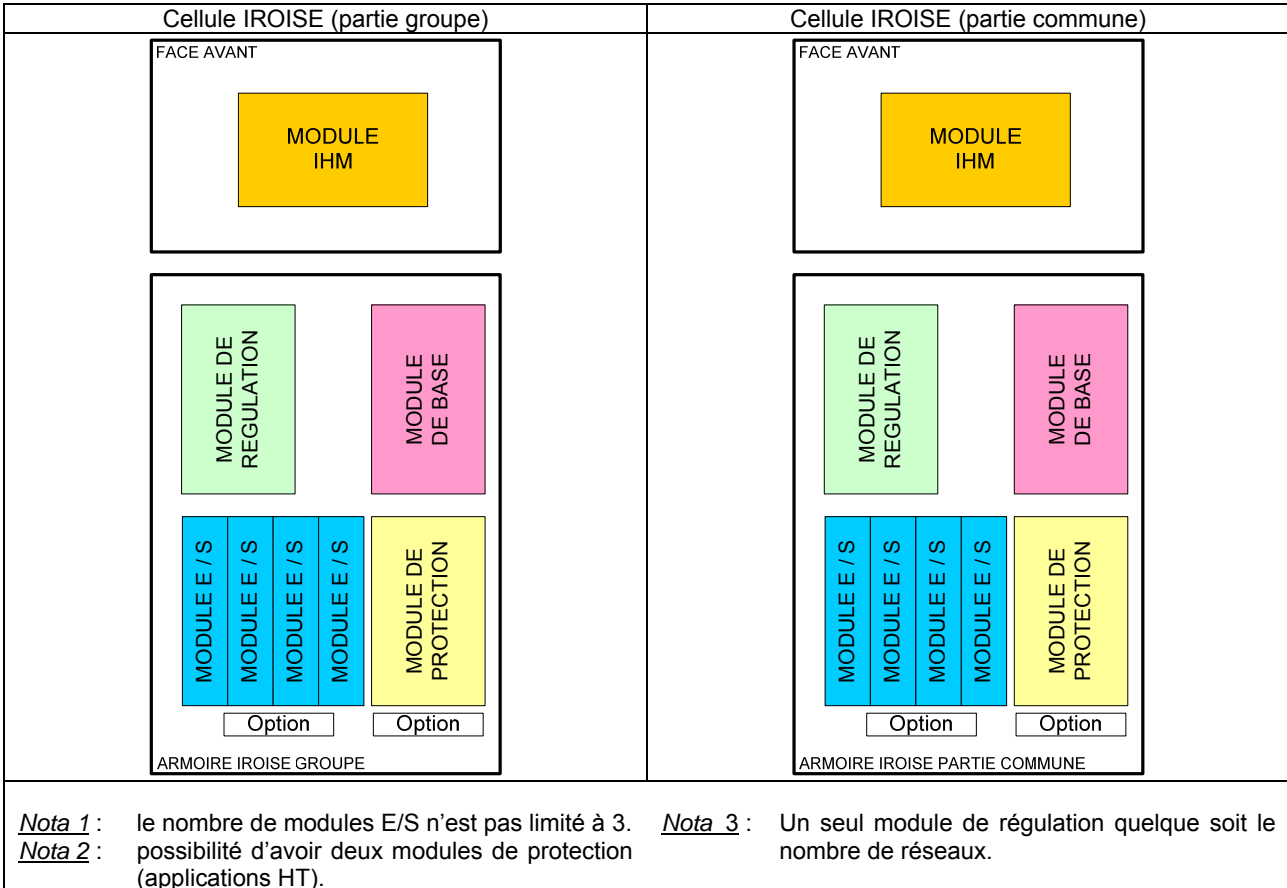 Cellule IROISE (partie groupe)
FACE AVANT
MODULE
IHM
MODULE DE
REGULATION
MODULE
DE BASE
MODULE E / S
MODULE E / S
MODULE E / S
MODULE E / S
MODULE DE
PROTECTION
Option
Option
ARMOIRE IROISE GROUPE
Cellule IROISE (partie commune)
FACE AVANT
MODULE
IHM
MODULE DE
REGULATION
MODULE
DE BASE
MODULE E / S
MODULE E / S
MODULE E / S
MODULE E / S
MODULE DE
PROTECTION
Option
Option
ARMOIRE IROISE PARTIE COMMUNE
Nota 1 : le nombre de modules E/S n’est pas limité à 3.
Nota 2 : possibilité d’avoir deux modules de protection
(applications HT).
Nota 3 : Un seul module de régulation quelque soit le
nombre de réseaux.